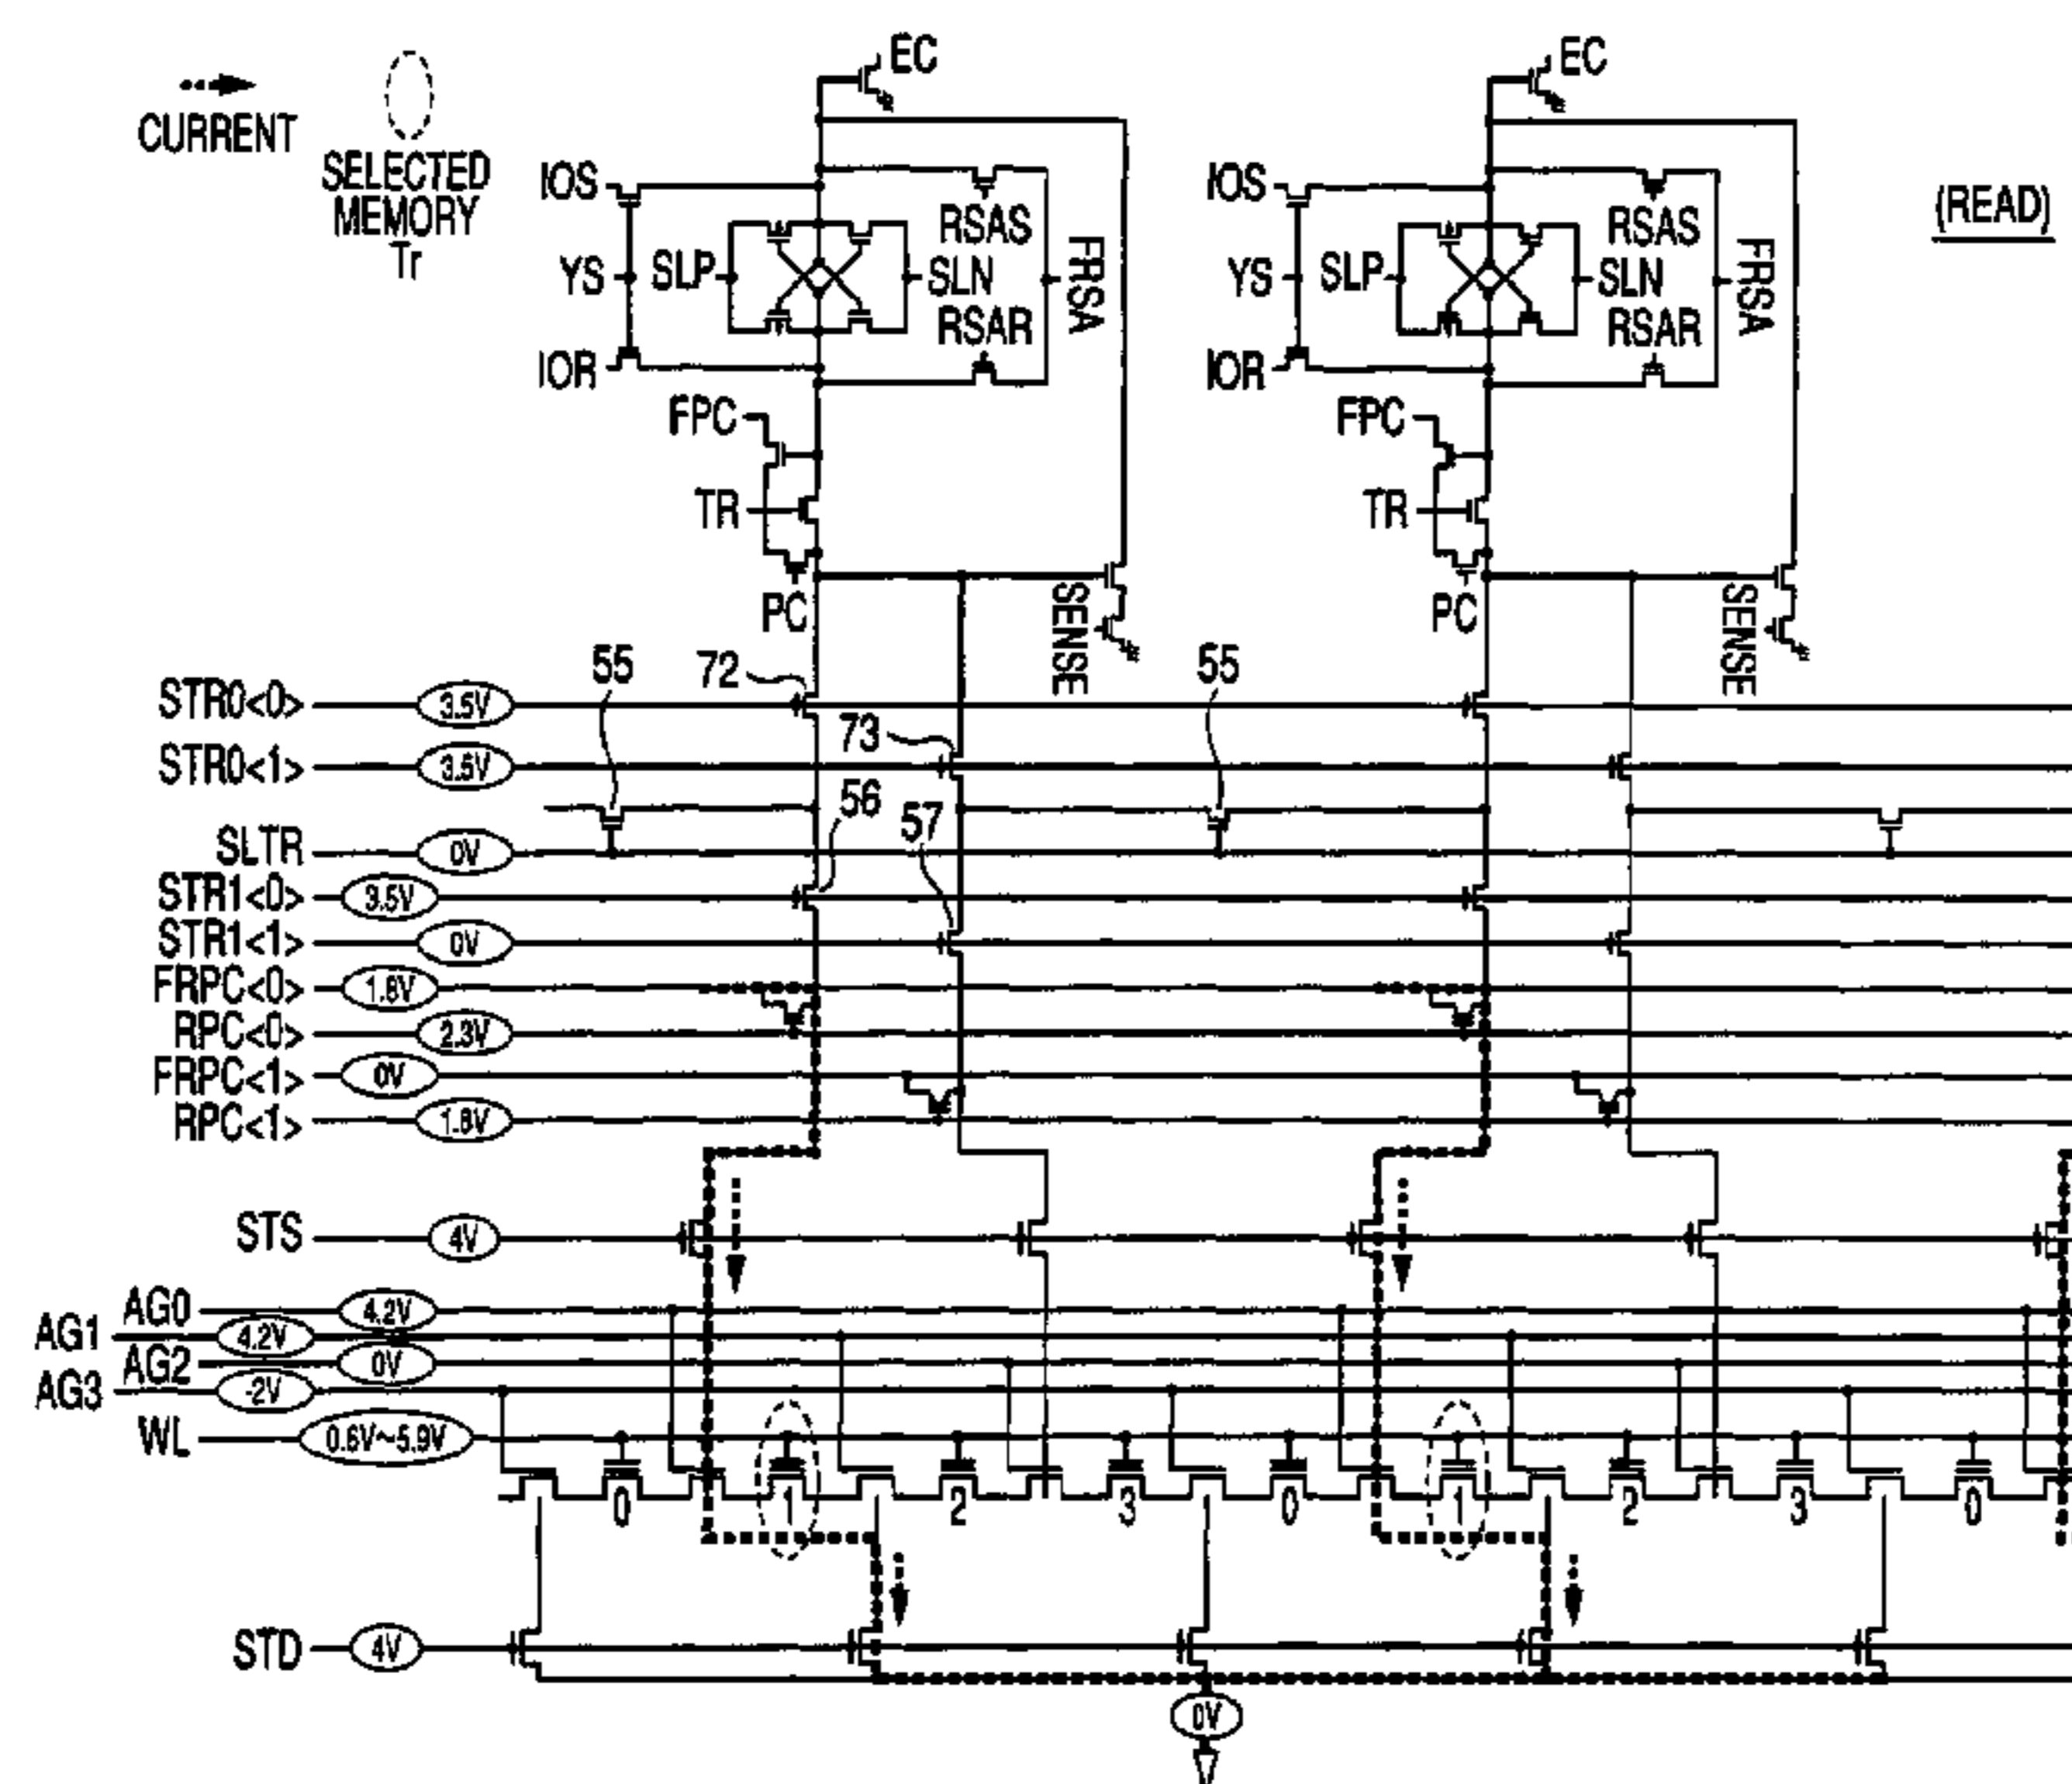 CURRENT
SELECTED
MEMORY
Tr
(READ)
EC
IOS
YS
IOR
SLP
SLN
RSAS
RSAR
FRSA
FPC
TR
PC
SENSE
EC
IOS
YS
IOR
SLP
SLN
RSAS
RSAR
FRSA
FPC
TR
PC
SENSE
55
72
73
56
57
55
STR0<0> 3.5V
STR0<1> 3.5V
SLTR 0V
STR1<0> 3.5V
STR1<1> 0V
FRPC<0> 1.8V
RPC<0> 2.3V
FRPC<1> 0V
RPC<1> 1.8V
STS 4V
AG0 4.2V
AG1 4.2V
AG2 0V
AG3 -2V
WL 0.6V~5.9V
0 1 2 3 0 1 2 3 0
STD 4V
0V